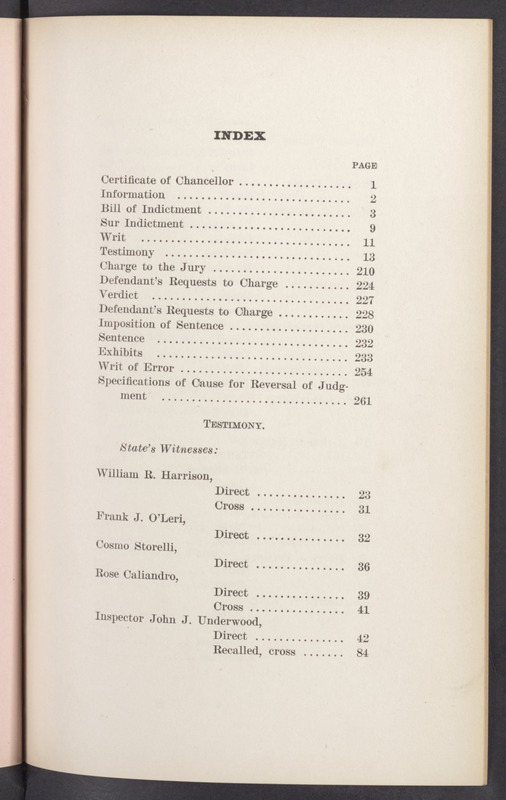 INDEX
PAGE
Certificate of Chancellor ................... 1
Information ............................. 2
Bill of Indictment ........................ 3
Sur Indictment ........................... 9
Writ ................................... 11
Testimony ............................... 13
Charge to the Jury ....................... 210
Defendant's Requests to Charge ........... 224
Verdict ................................. 227
Defendant's Requests to Charge ............ 228
Imposition of Sentence .................... 230
Sentence ................................ 232
Exhibits ................................ 233
Writ of Error ............................ 254
Specifications of Cause for Reversal of Judg-
ment ............................... 261
TESTIMONY.
State's Witnesses:
William R. Harrison,
Direct ............... 23
Cross ................ 31
Frank J. O'Leri,
Direct ............... 32
Cosmo Storelli,
Direct ............... 36
Rose Caliandro,
Direct ............... 39
Cross ................ 41
Inspector John J. Underwood,
Direct ............... 42
Recalled, cross ....... 84